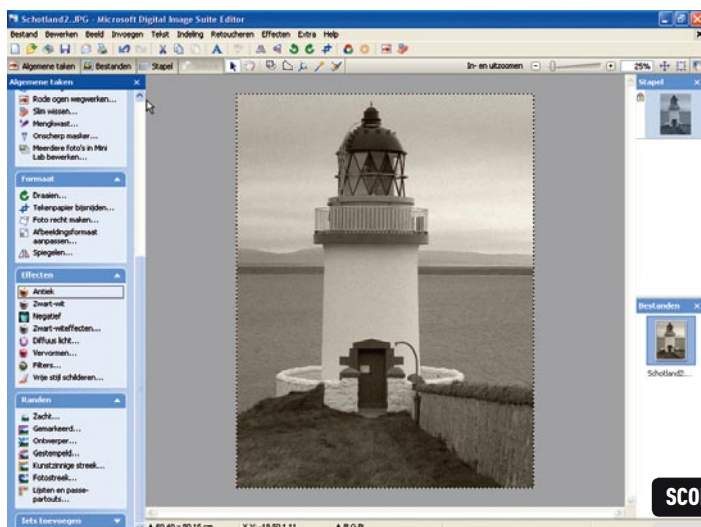 Schotland2..JPG - Microsoft Digital Image Suite Editor
Bestand Bewerken Beeld Invoegen Tekst Indeling Retoucheren Effecten Extra Help
Algemene taken Bestanden Stapel In- en uitzoomen 25%
Algemene taken
Rode ogen wegwerken...
Slim wissen...
Mengkwast...
Onscherp masker...
Meerdere foto's in Mini
Lab bewerken...
Formaat
Draaien...
Tekenpapier bijsnijden...
Foto recht maken...
Afbeeldingsformaat
aanpassen...
Spiegelen...
Effecten
Antiek
Zwart-wit
Negatief
Zwart-witeffecten...
Diffuus licht...
Vervormen...
Filters...
Vrije stijl schilderen...
Randen
Zacht...
Gemarkeerd...
Ontwerper...
Gestempeld...
Kunstzinnige streek...
Fotostreek...
Lijsten en passe-
partouts...
Iets toevoegen
Stapel
Bestanden
Schotland2....
SCO